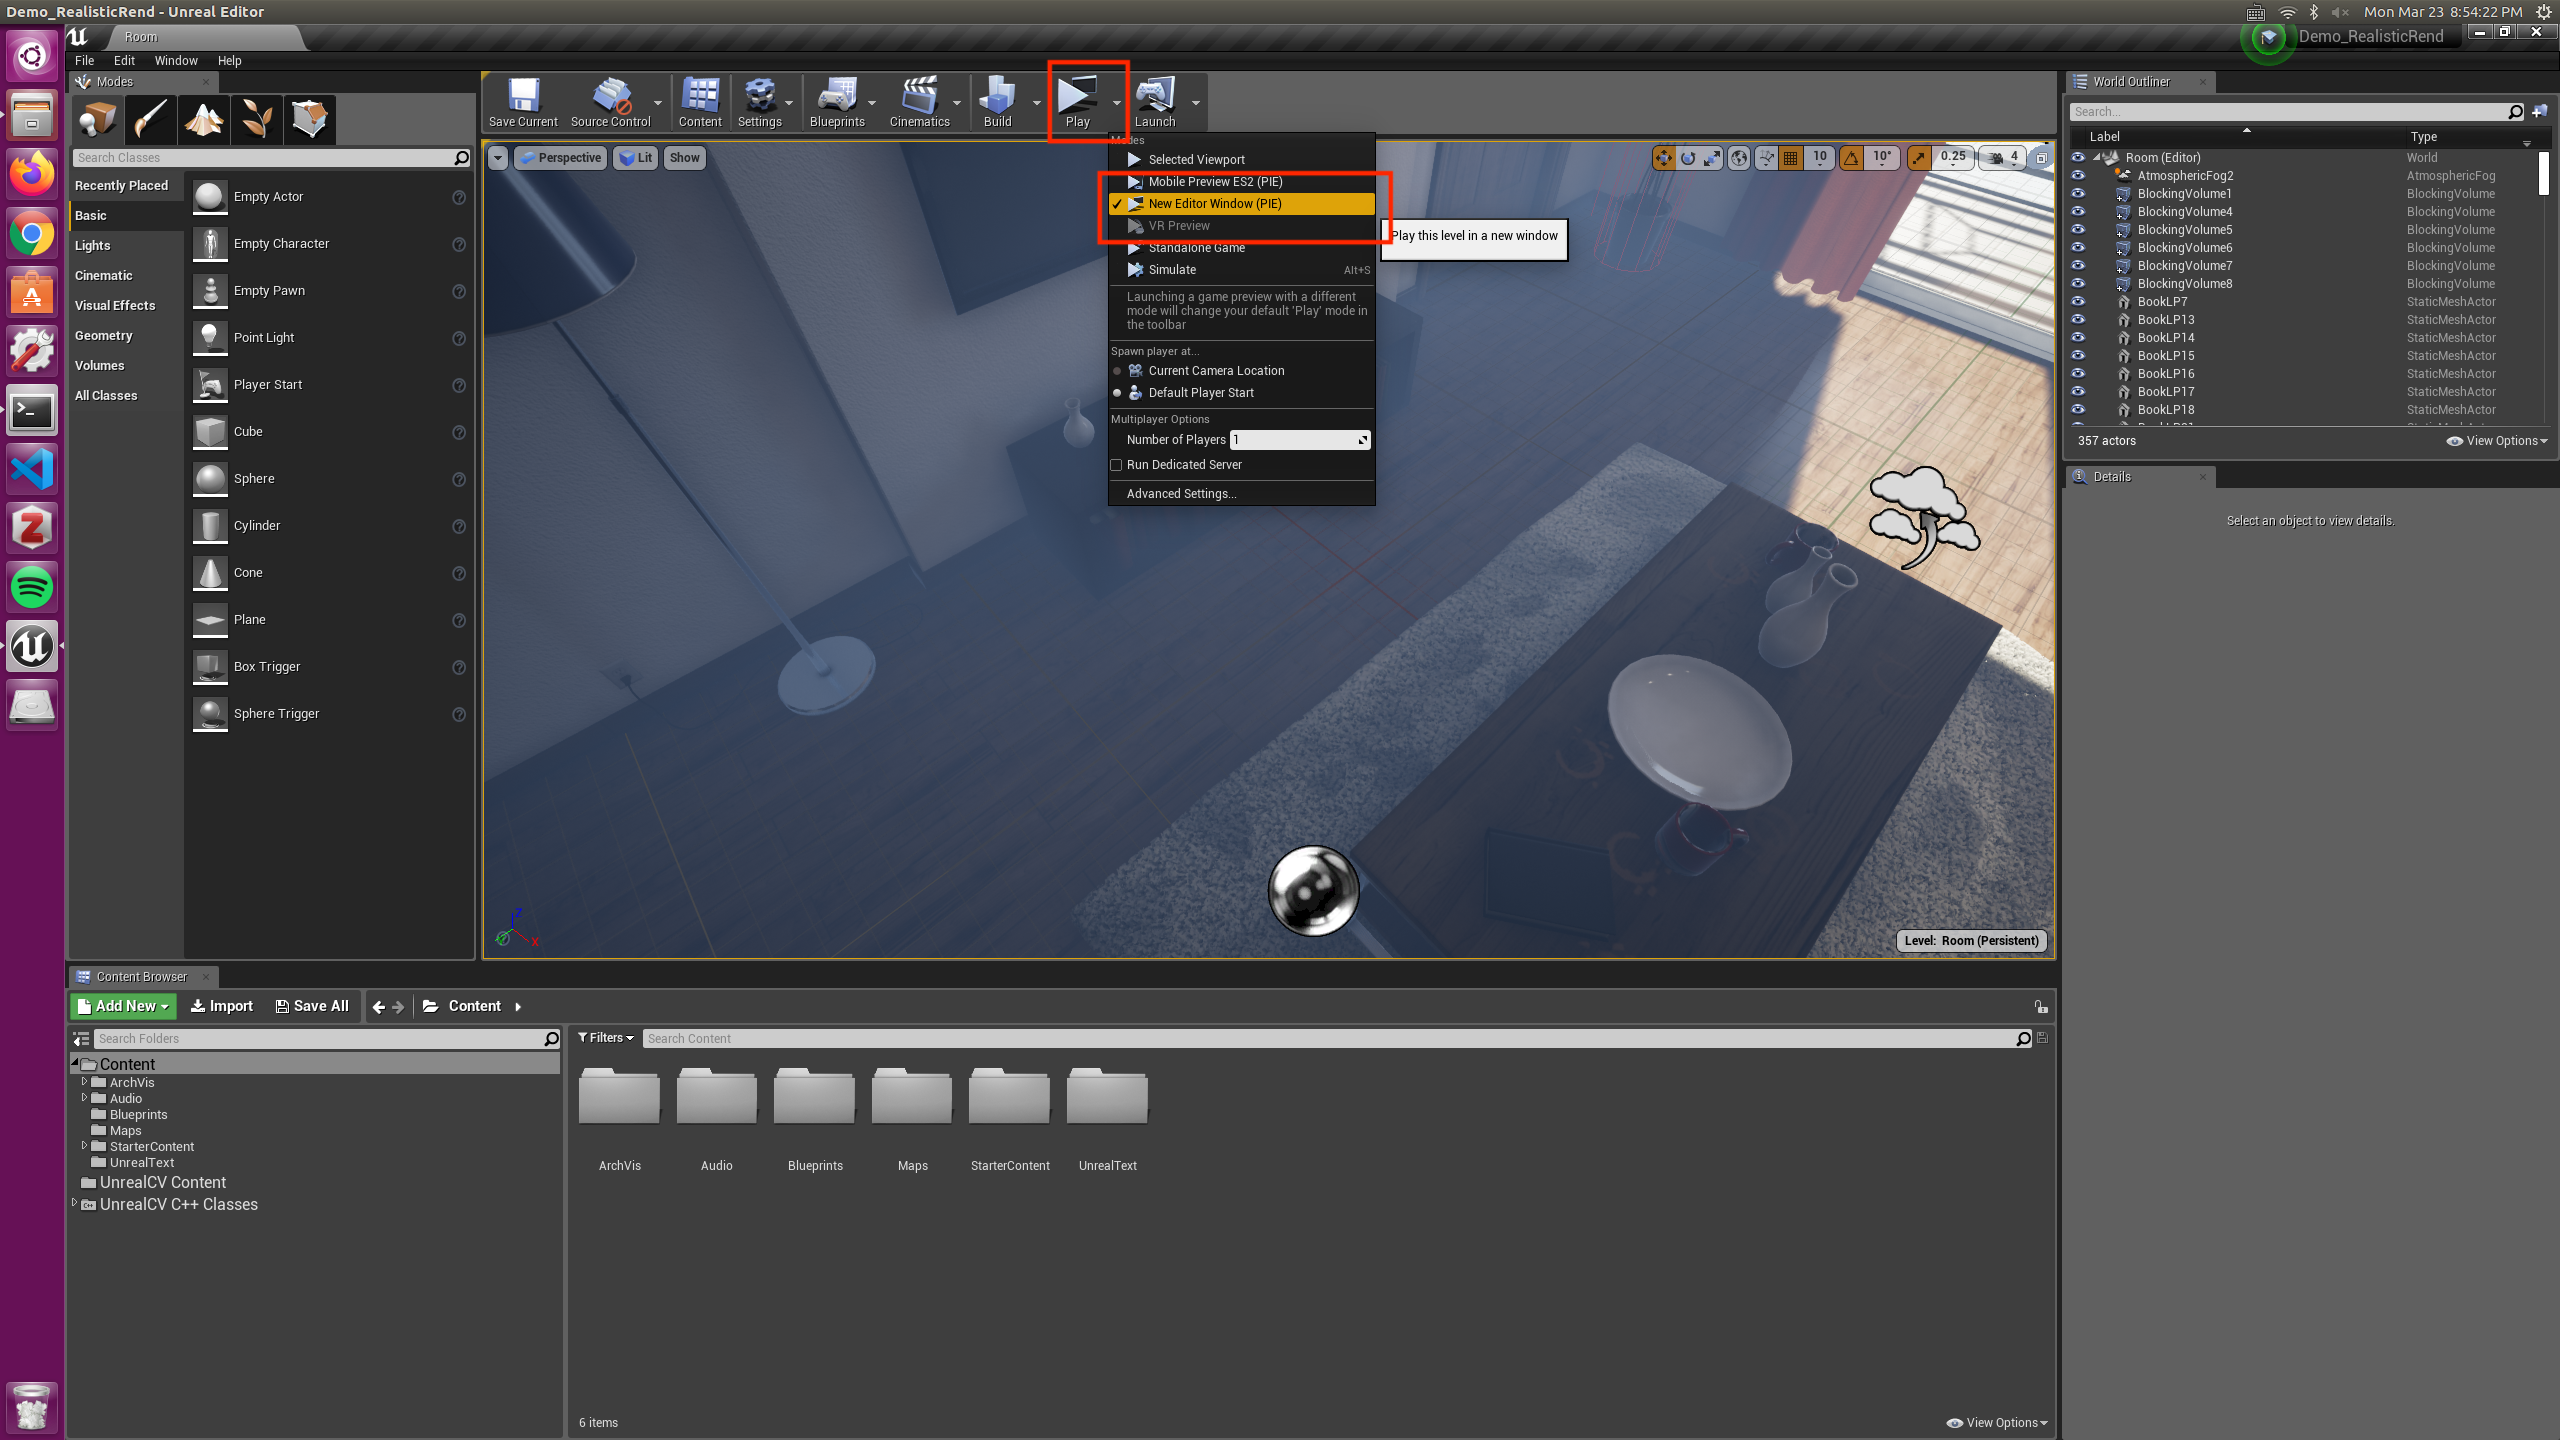 Demo_RealisticRend - Unreal Editor
Mon Mar 23 8:54:22 PM
Room
Demo_RealisticRend
File Edit Window Help
Modes
Search Classes
Recently Placed
Basic
Lights
Cinematic
Visual Effects
Geometry
Volumes
All Classes
Empty Actor
Empty Character
Empty Pawn
Point Light
Player Start
Cube
Sphere
Cylinder
Cone
Plane
Box Trigger
Sphere Trigger
Save Current Source Control Content Settings Blueprints Cinematics Build Play Launch
Perspective Lit Show
10 10° 0.25 4
Modes
Selected Viewport
Mobile Preview ES2 (PIE)
New Editor Window (PIE)
VR Preview
Standalone Game
Simulate Alt+S
Launching a game preview with a different
mode will change your default 'Play' mode in
the toolbar
Spawn player at...
Current Camera Location
Default Player Start
Multiplayer Options
Number of Players 1
Run Dedicated Server
Advanced Settings...
Play this level in a new window
Z
X
Level: Room (Persistent)
World Outliner
Search...
Label Type
Room (Editor) World
AtmosphericFog2 AtmosphericFog
BlockingVolume1 BlockingVolume
BlockingVolume4 BlockingVolume
BlockingVolume5 BlockingVolume
BlockingVolume6 BlockingVolume
BlockingVolume7 BlockingVolume
BlockingVolume8 BlockingVolume
BookLP7 StaticMeshActor
BookLP13 StaticMeshActor
BookLP14 StaticMeshActor
BookLP15 StaticMeshActor
BookLP16 StaticMeshActor
BookLP17 StaticMeshActor
BookLP18 StaticMeshActor
357 actors View Options
Details
Select an object to view details.
Content Browser
Add New Import Save All Content
Search Folders
Content
ArchVis
Audio
Blueprints
Maps
StarterContent
UnrealText
UnrealCV Content
UnrealCV C++ Classes
Filters Search Content
ArchVis Audio Blueprints Maps StarterContent UnrealText
6 items View Options